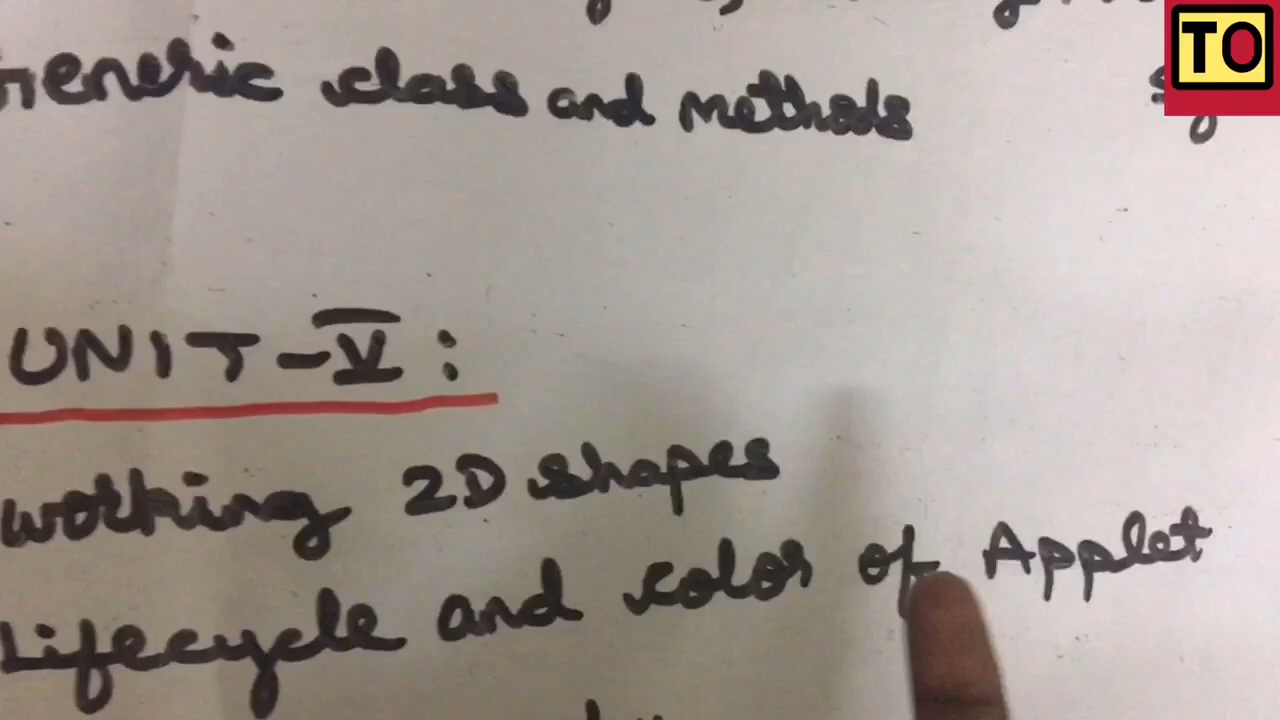 TO
Generic class and methods
UNIT-V:
working 2D shapes
Lifecycle and color of Applet